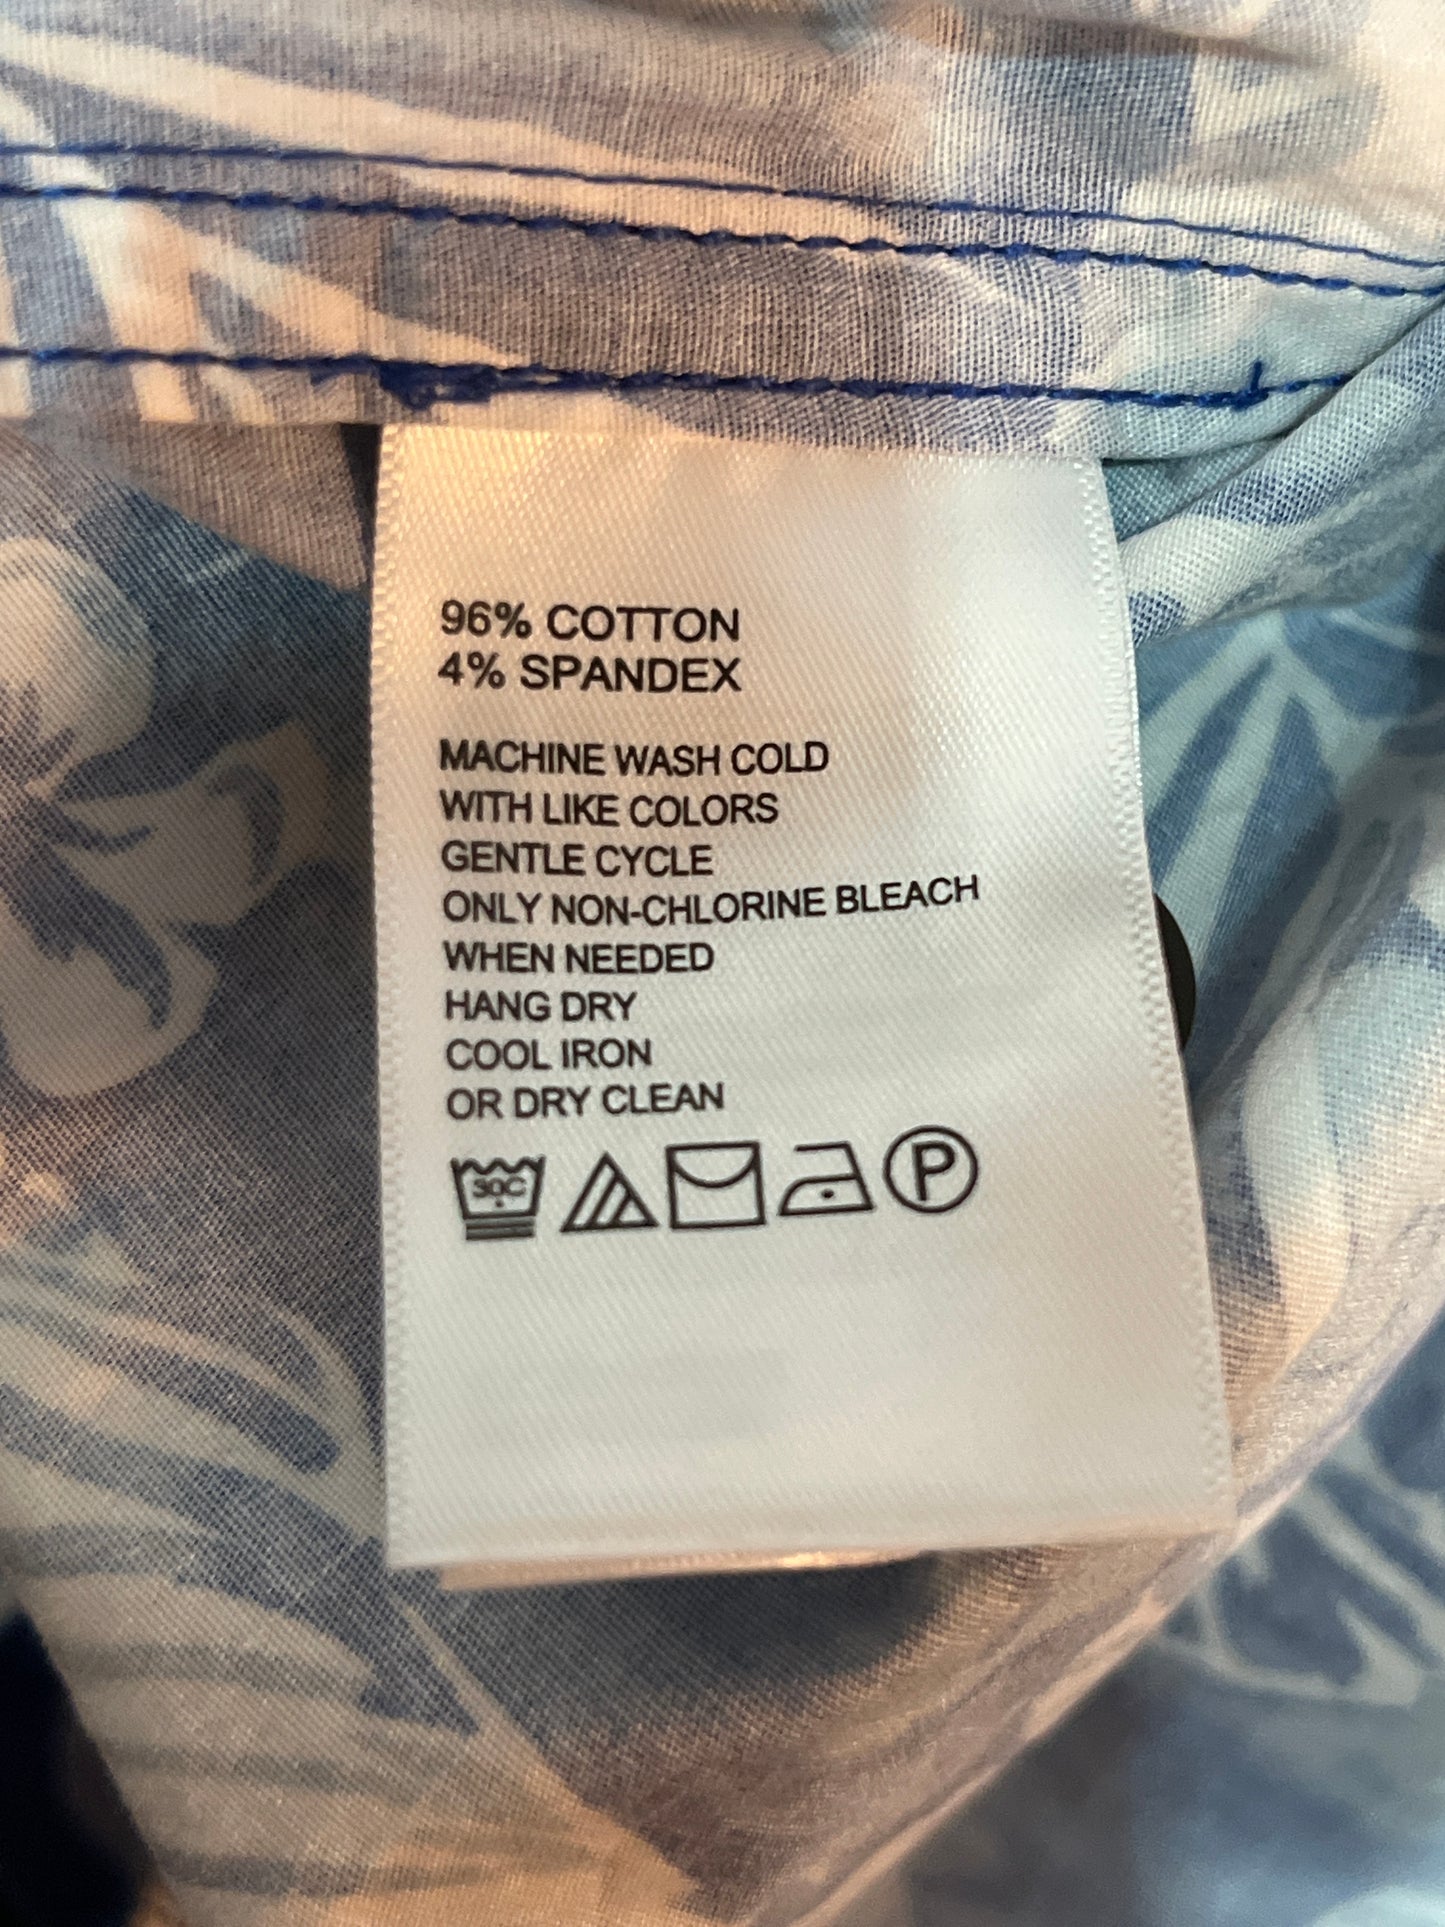 96% COTTON
4% SPANDEX
MACHINE WASH COLD
WITH LIKE COLORS
GENTLE CYCLE
ONLY NON-CHLORINE BLEACH
WHEN NEEDED
HANG DRY
COOL IRON
OR DRY CLEAN
30C P